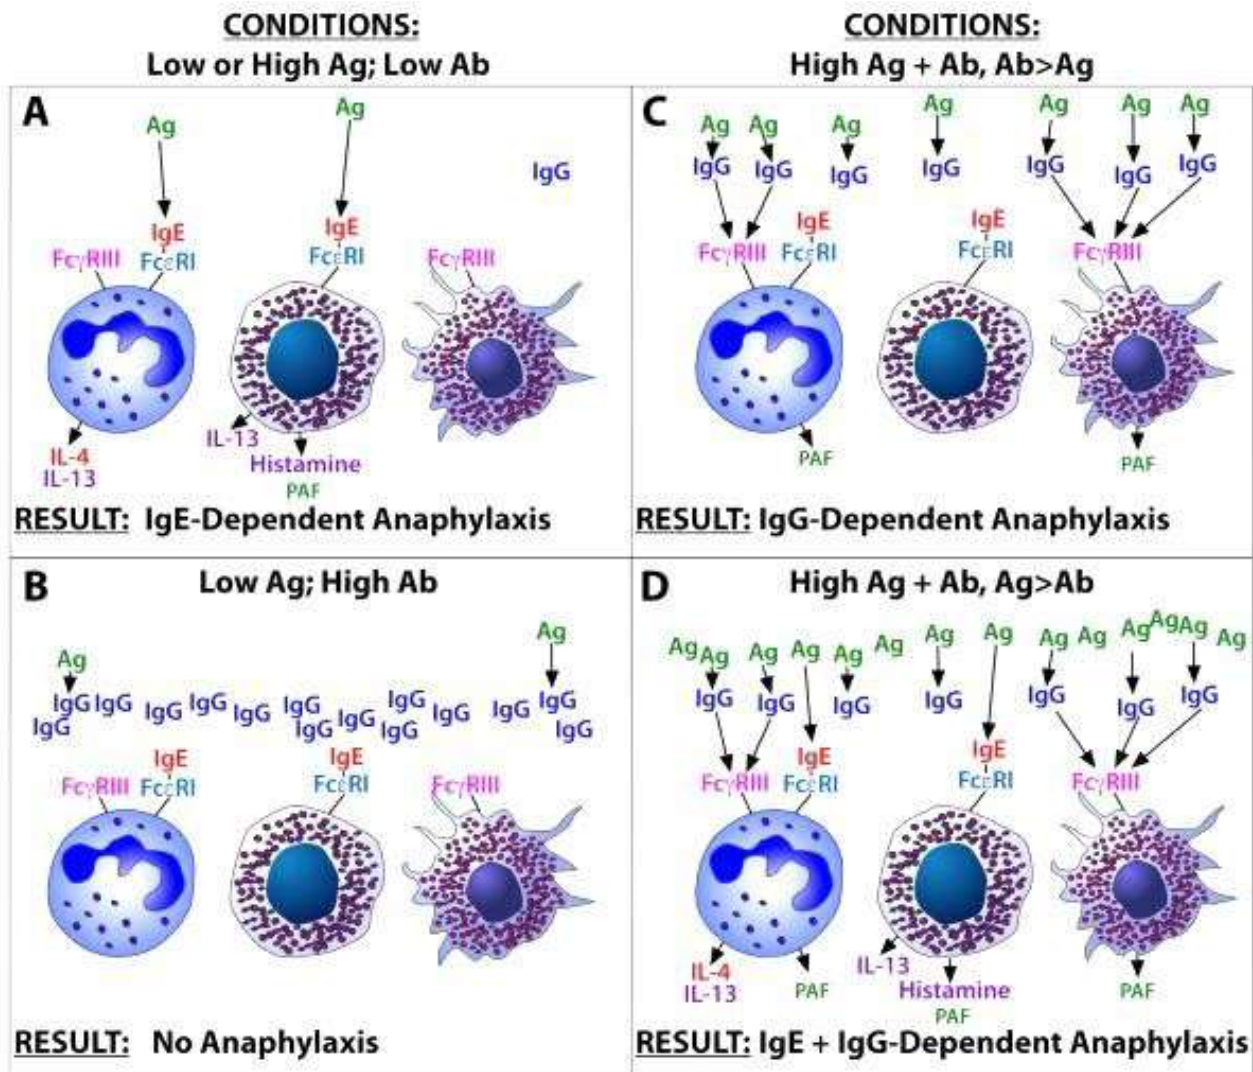 CONDITIONS:
Low or High Ag; Low Ab
A
Ag
Ag
IgG
IgE
IgE
FcγRIII
FcεRI
FcεRI
FcγRIII
IL-4
IL-13
IL-13
Histamine
PAF
RESULT: IgE-Dependent Anaphylaxis
CONDITIONS:
High Ag + Ab, Ab>Ag
C
Ag Ag Ag Ag Ag Ag Ag
IgG IgG IgG IgG IgG IgG IgG
IgE
IgE
FcγRIII
FcεRI
FcεRI
FcγRIII
PAF
PAF
RESULT: IgG-Dependent Anaphylaxis
B
Low Ag; High Ab
Ag
Ag
IgG IgG IgG IgG IgG IgG IgG IgG IgG IgG IgG IgG IgG IgG
IgE
IgE
FcγRIII
FcεRI
FcεRI
FcγRIII
RESULT: No Anaphylaxis
D
High Ag + Ab, Ag>Ab
Ag Ag Ag Ag Ag Ag Ag Ag Ag Ag Ag Ag Ag Ag
IgG IgG IgG IgG IgG IgG IgG
IgE
IgE
FcγRIII
FcεRI
FcεRI
FcγRIII
IL-4
IL-13
PAF
IL-13
Histamine
PAF
PAF
RESULT: IgE + IgG-Dependent Anaphylaxis